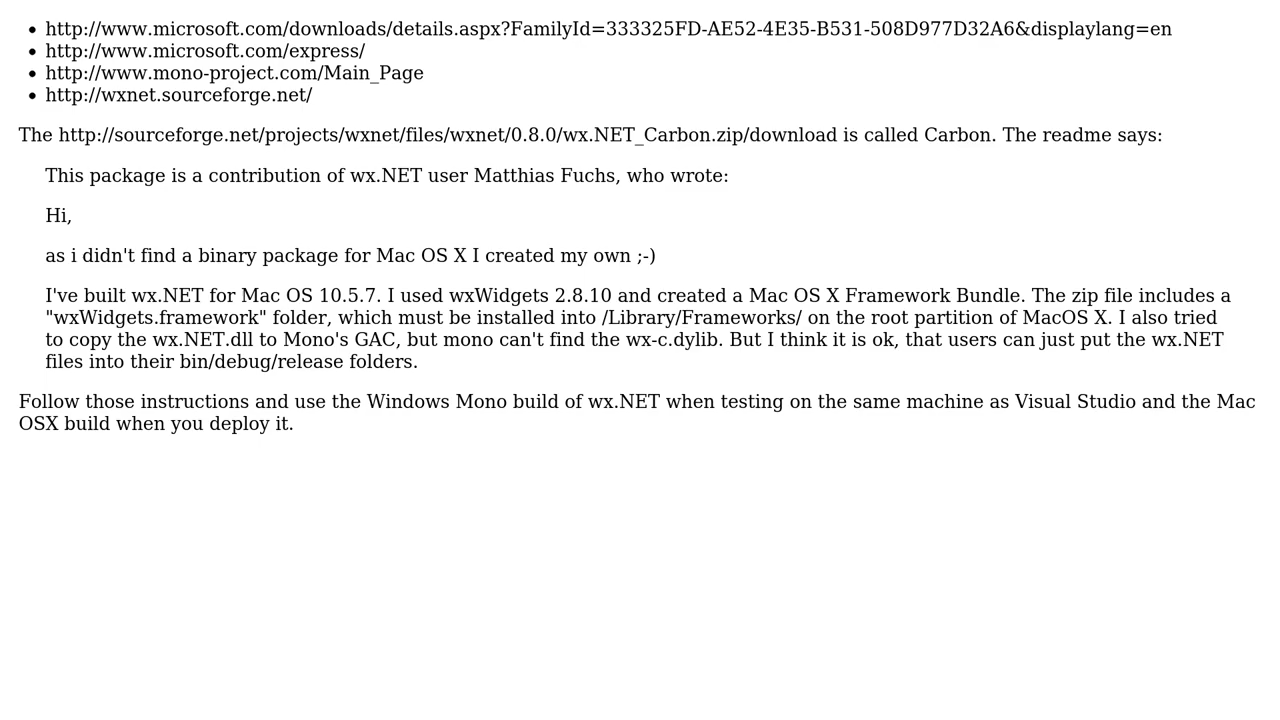 http://www.microsoft.com/downloads/details.aspx?FamilyId=333325FD-AE52-4E35-B531-508D977D32A6&displaylang=en
http://www.microsoft.com/express/
http://www.mono-project.com/Main_Page
http://wxnet.sourceforge.net/
The http://sourceforge.net/projects/wxnet/files/wxnet/0.8.0/wx.NET_Carbon.zip/download is called Carbon. The readme says:
This package is a contribution of wx.NET user Matthias Fuchs, who wrote:
Hi,
as i didn't find a binary package for Mac OS X I created my own ;-)
I've built wx.NET for Mac OS 10.5.7. I used wxWidgets 2.8.10 and created a Mac OS X Framework Bundle. The zip file includes a
"wxWidgets.framework" folder, which must be installed into /Library/Frameworks/ on the root partition of MacOS X. I also tried
to copy the wx.NET.dll to Mono's GAC, but mono can't find the wx-c.dylib. But I think it is ok, that users can just put the wx.NET
files into their bin/debug/release folders.
Follow those instructions and use the Windows Mono build of wx.NET when testing on the same machine as Visual Studio and the Mac
OSX build when you deploy it.